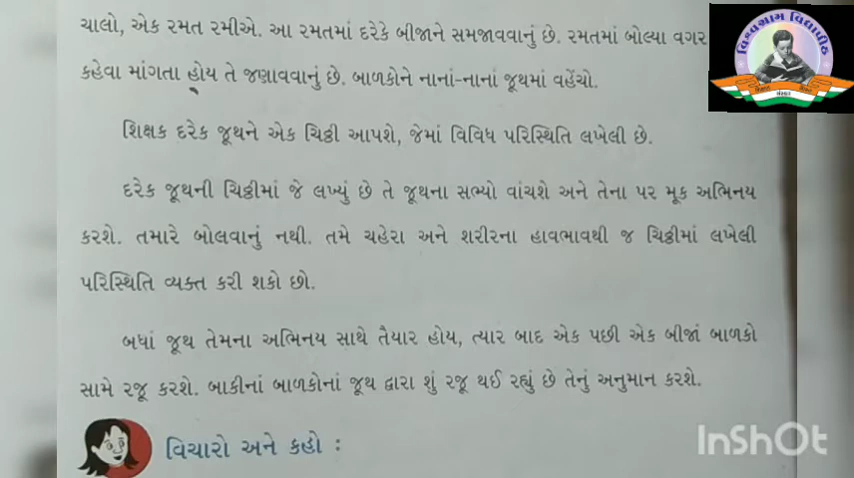 ચાલો, એક રમત રમીએ. આ રમતમાં દરેકે બીજાને સમજાવવાનું છે. રમતમાં બોલ્યા વગર
કહેવા માંગતા હોય તે જણાવવાનું છે. બાળકોને નાનાં-નાનાં જૂથમાં વહેંચો.
શિક્ષક દરેક જૂથને એક ચિઠ્ઠી આપશે, જેમાં વિવિધ પરિસ્થિતિ લખેલી છે.
દરેક જૂથની ચિઠ્ઠીમાં જે લખ્યું છે તે જૂથના સભ્યો વાંચશે અને તેના પર મૂક અભિનય
કરશે. તમારે બોલવાનું નથી. તમે ચહેરા અને શરીરના હાવભાવથી જ ચિઠ્ઠીમાં લખેલી
પરિસ્થિતિ વ્યક્ત કરી શકો છો.
બધાં જૂથ તેમના અભિનય સાથે તૈયાર હોય, ત્યાર બાદ એક પછી એક બીજાં બાળકો
સામે રજૂ કરશે. બાકીનાં બાળકોનાં જૂથ દ્વારા શું રજૂ થઈ રહ્યું છે તેનું અનુમાન કરશે.
વિચારો અને કહો :
વિશ્વગ્રામ વિદ્યાપીઠ
InShOt